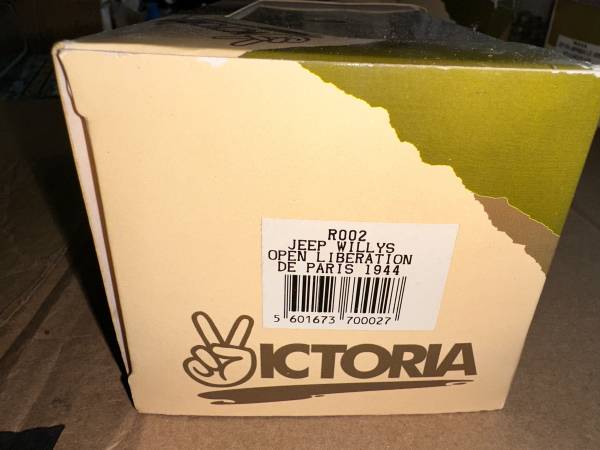 R002
JEEP WILLYS
OPEN LIBERATION
DE PARIS 1944
5 601673 700027
VICTORIA